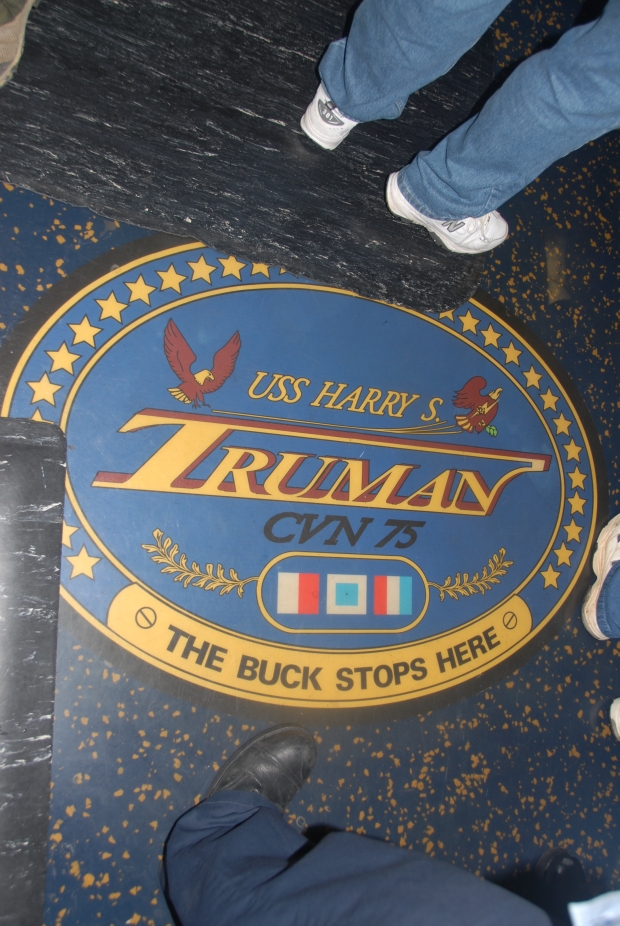 USS HARRY S.
TRUMAN
CVN 75
THE BUCK STOPS HERE